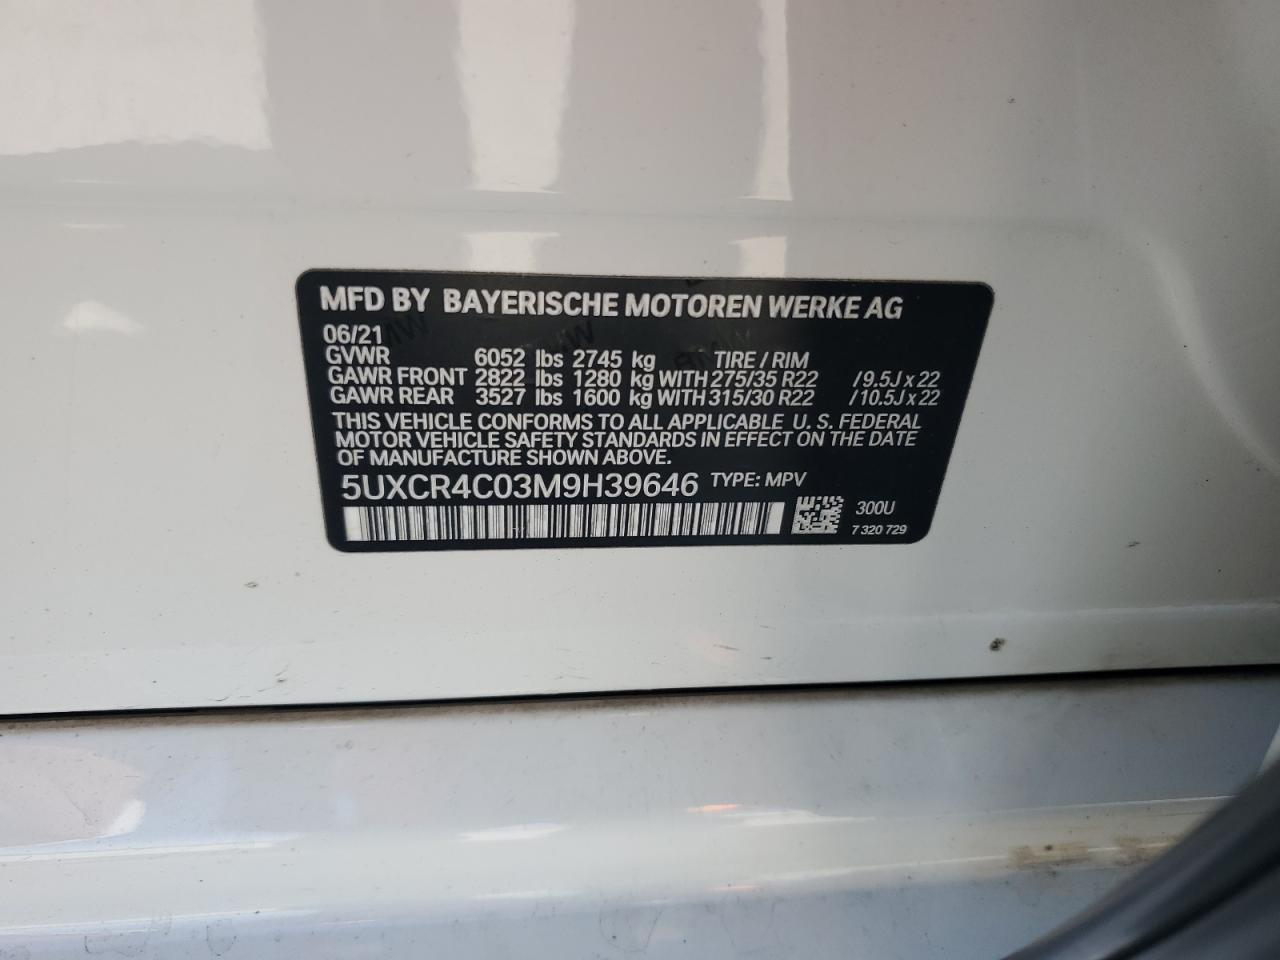 MFD BY BAYERISCHE MOTOREN WERKE AG
06/21
GVWR 6052 lbs 2745 kg TIRE / RIM
GAWR FRONT 2822 lbs 1280 kg WITH 275/35 R22 / 9.5J x 22
GAWR REAR 3527 lbs 1600 kg WITH 315/30 R22 / 10.5J x 22
THIS VEHICLE CONFORMS TO ALL APPLICABLE U. S. FEDERAL
MOTOR VEHICLE SAFETY STANDARDS IN EFFECT ON THE DATE
OF MANUFACTURE SHOWN ABOVE.
5UXCR4C03M9H39646 TYPE: MPV
300U
7 320 729